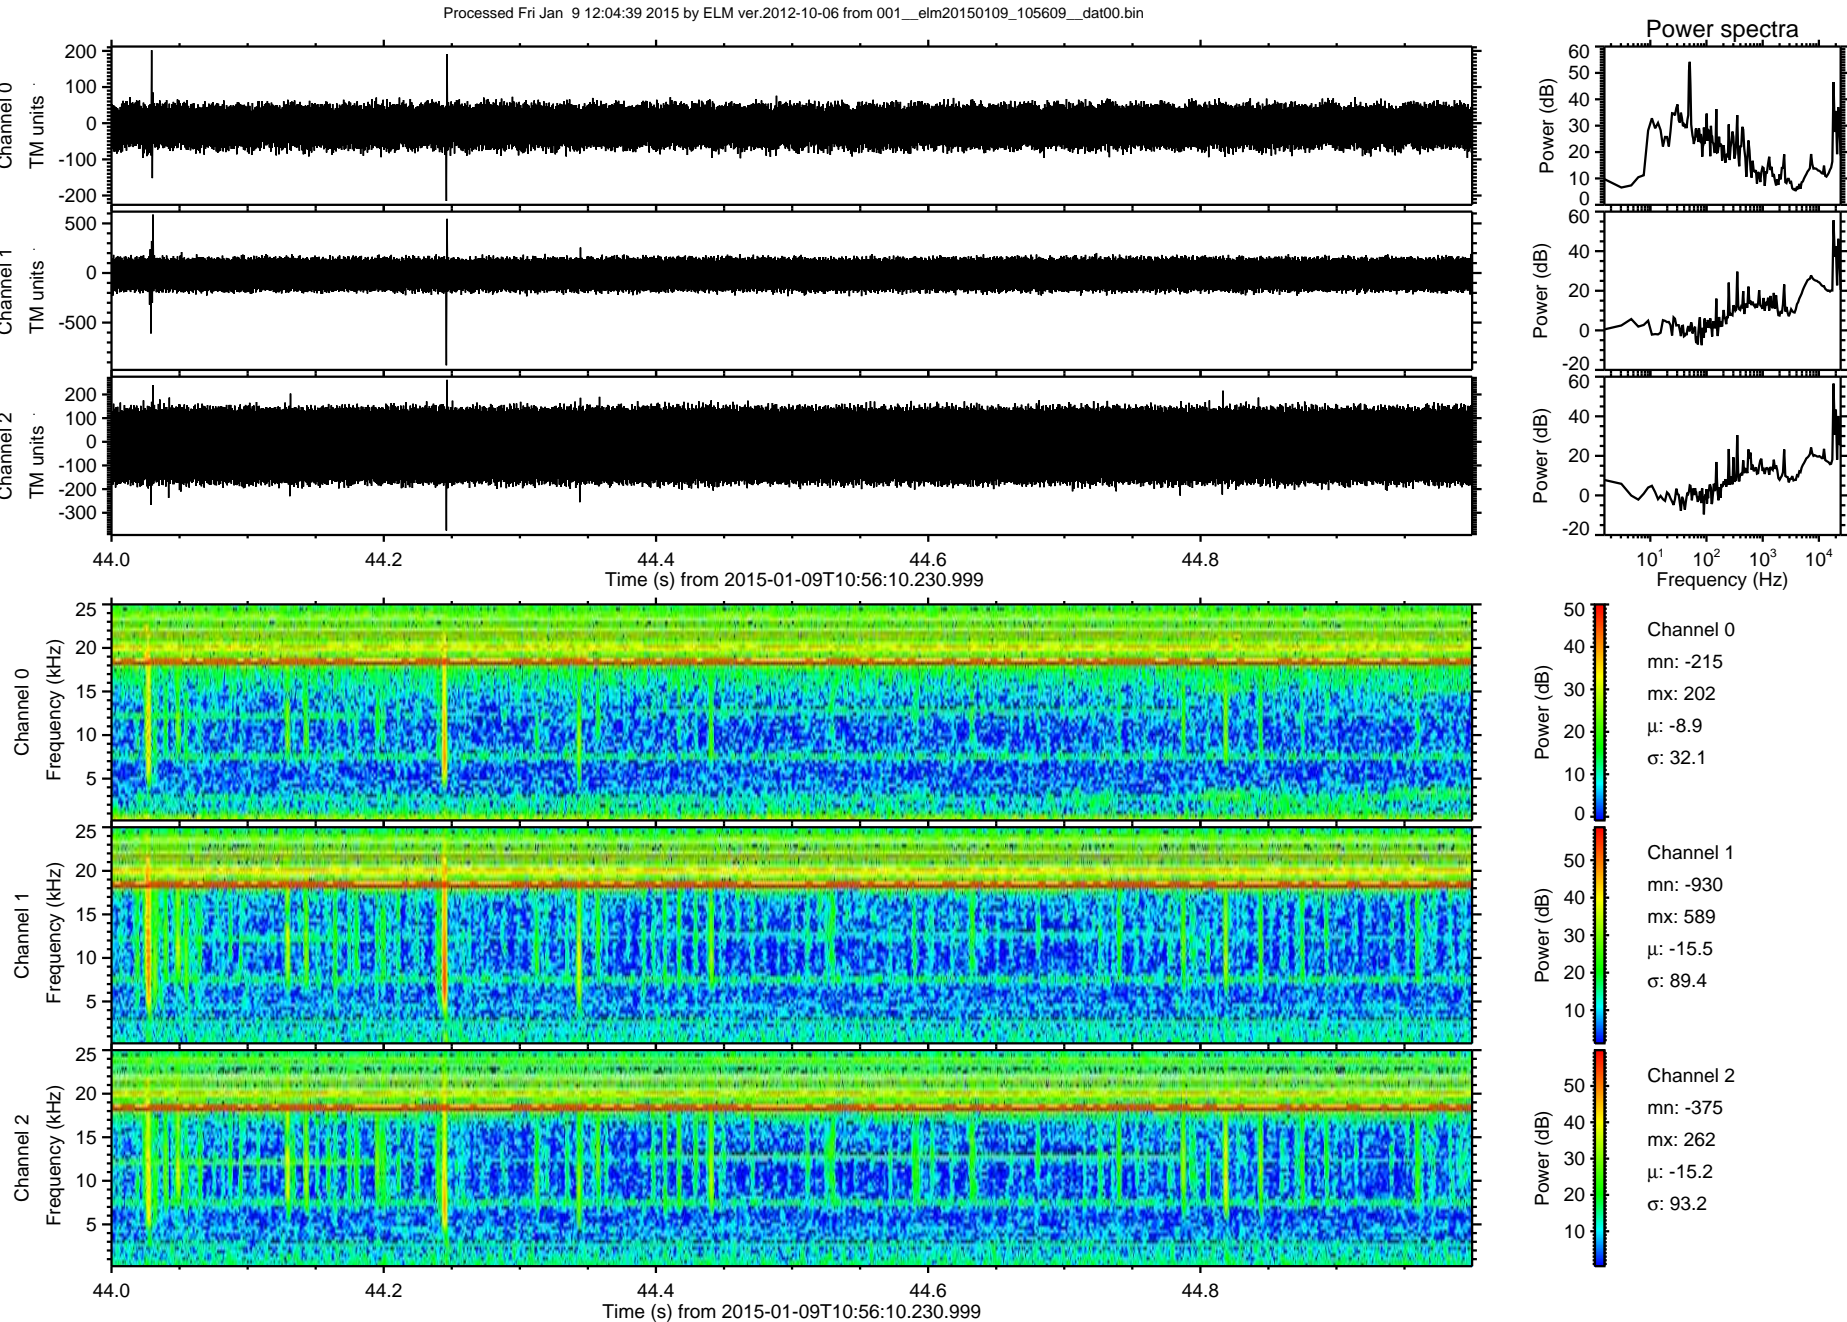 Processed Fri Jan  9 12:04:39 2015 by ELM ver.2012-10-06 from 001__elm20150109_105609__dat00.bin
Power spectra
Channel 0
TM units
200
100
0
-100
-200
Power (dB)
60
50
40
30
20
10
0
Channel 1
TM units
500
0
-500
Power (dB)
60
40
20
0
-20
Channel 2
TM units
200
100
0
-100
-200
-300
Power (dB)
60
40
20
0
-20
44.0 44.2 44.4 44.6 44.8
Time (s) from 2015-01-09T10:56:10.230.999
10¹ 10² 10³ 10⁴
Frequency (Hz)
Channel 0
Frequency (kHz)
25
20
15
10
5
Power (dB)
50
40
30
20
10
0
Channel 0
mn: -215
mx: 202
μ: -8.9
σ: 32.1
Channel 1
Frequency (kHz)
25
20
15
10
5
Power (dB)
50
40
30
20
10
Channel 1
mn: -930
mx: 589
μ: -15.5
σ: 89.4
Channel 2
Frequency (kHz)
25
20
15
10
5
Power (dB)
50
40
30
20
10
Channel 2
mn: -375
mx: 262
μ: -15.2
σ: 93.2
44.0 44.2 44.4 44.6 44.8
Time (s) from 2015-01-09T10:56:10.230.999